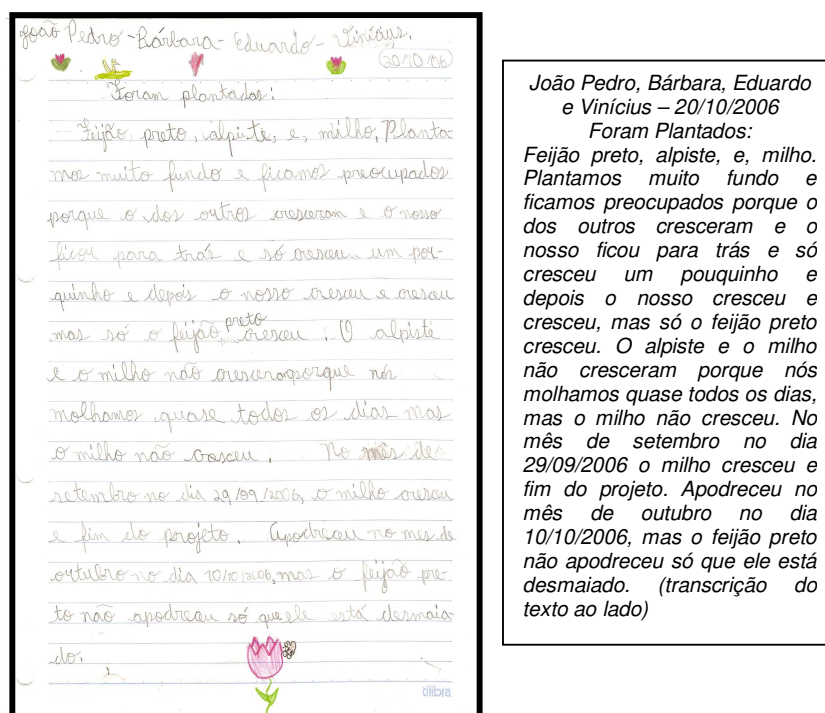 João Pedro - Bárbara - Eduardo - Vinícius.
20/10/06
Foram plantados:
Feijão, preto, alpiste, e, milho. Planta-
mos muito fundo e ficamos preocupados
porque o dos outros cresceram e o nosso
ficou para trás e só cresceu um por-
quinho e depois o nosso cresceu e cresceu
mas só o feijão preto cresceu. O alpiste
e o milho não cresceram porque nós
molhamos quase todos os dias mas
o milho não cresceu. No mês de
setembro no dia 29/09/2006, o milho cresceu
e fim do projeto. Apodreceu no mes de
outubro no dia 10/10/2006, mas o feijão pre-
to não apodreceu só que ele está desmaia-
do.
tilibra
João Pedro, Bárbara, Eduardo
e Vinícius – 20/10/2006
Foram Plantados:
Feijão preto, alpiste, e, milho.
Plantamos muito fundo e
ficamos preocupados porque o
dos outros cresceram e o
nosso ficou para trás e só
cresceu um pouquinho e
depois o nosso cresceu e
cresceu, mas só o feijão preto
cresceu. O alpiste e o milho
não cresceram porque nós
molhamos quase todos os dias,
mas o milho não cresceu. No
mês de setembro no dia
29/09/2006 o milho cresceu e
fim do projeto. Apodreceu no
mês de outubro no dia
10/10/2006, mas o feijão preto
não apodreceu só que ele está
desmaiado. (transcrição do
texto ao lado)